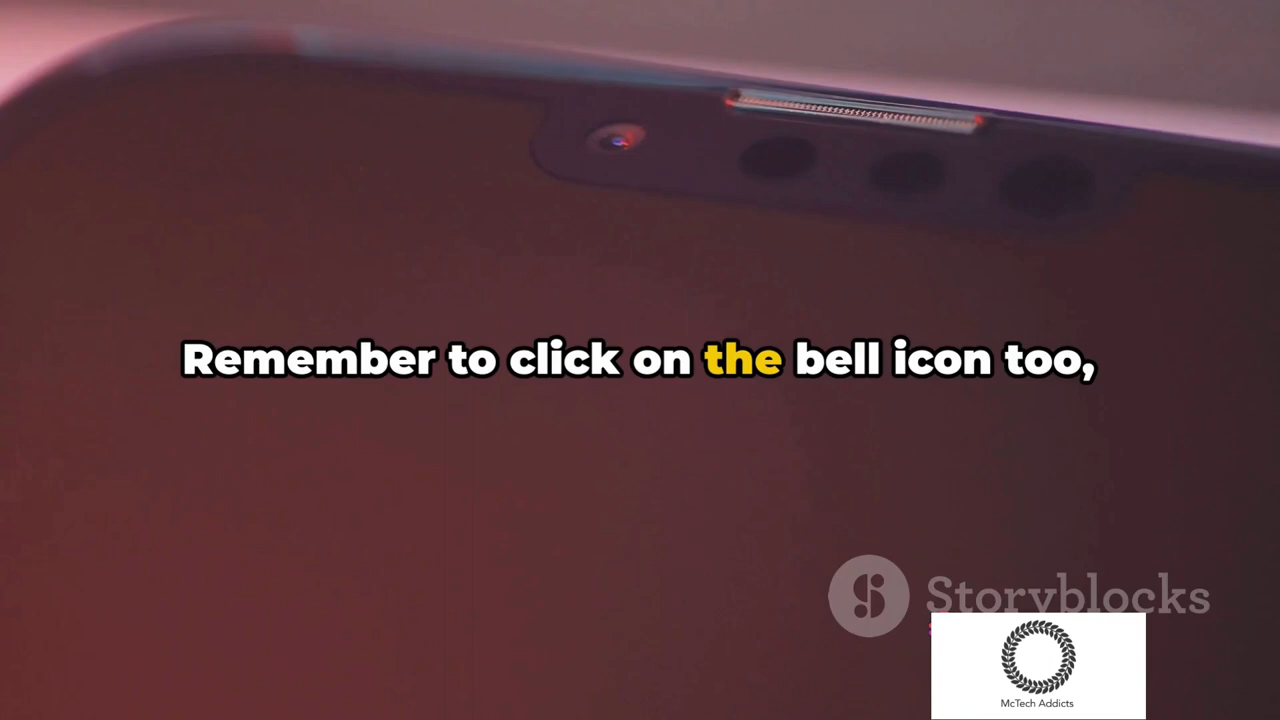 Remember to click on the bell icon too,
Storyblocks
McTech Addicts